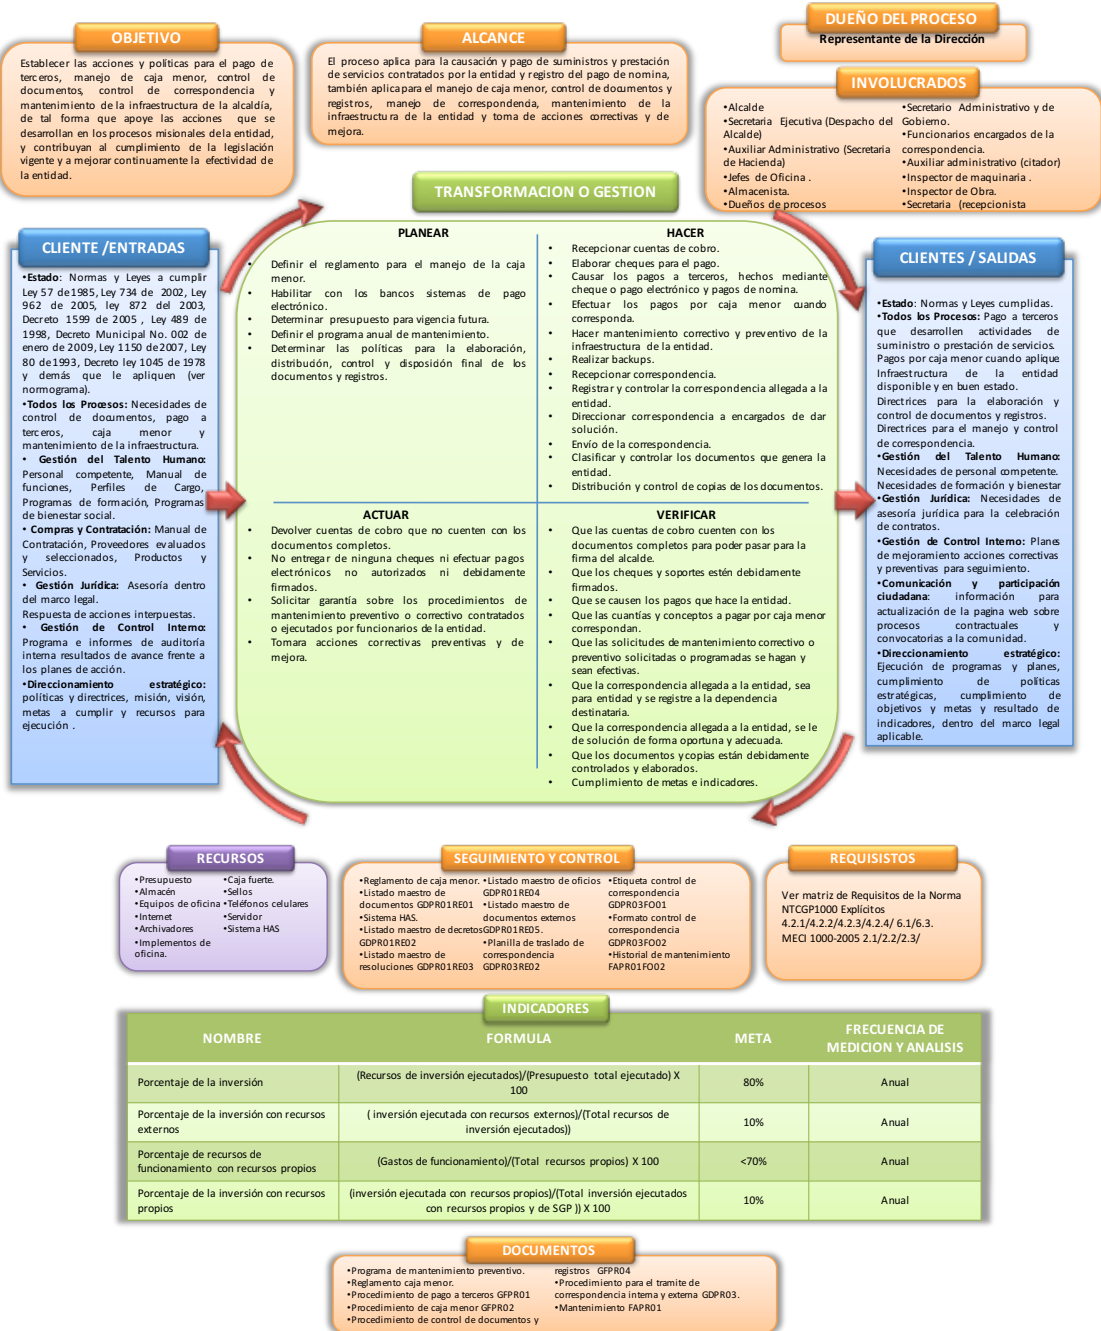 DUEÑO DEL PROCESO
Representante de la Dirección
OBJETIVO
Establecer las acciones y políticas para el pago de
terceros, manejo de caja menor, control de
documentos, control de correspondencia y
mantenimiento de la infraestructura de la alcaldía,
de tal forma que apoye las acciones que se
desarrollan en los procesos misionales dela entidad,
y contribuyan al cumplimiento de la legislación
vigente y a mejorar continuamente la efectividad de
la entidad.
ALCANCE
El proceso aplica para la causación y pago de suministros y prestación
de servicios contratados por la entidad y registro del pago de nomina,
también aplica para el manejo de caja menor, control de documentos y
registros, manejo de correspondencia, mantenimiento de la
infraestructura de la entidad y toma de acciones correctivas y de
mejora.
INVOLUCRADOS
•Alcalde
•Secretaria Ejecutiva (Despacho del
Alcalde)
•Auxiliar Administrativo (Secretaria
de Hacienda)
•Jefes de Oficina .
•Almacenista.
•Dueños de procesos
•Secretario Administrativo y de
Gobierno.
•Funcionarios encargados de la
correspondencia.
•Auxiliar administrativo (citador)
•Inspector de maquinaria .
•Inspector de Obra.
•Secretaria (recepcionista
TRANSFORMACION O GESTION
CLIENTE /ENTRADAS
•Estado: Normas y Leyes a cumplir
Ley 57 de 1985, Ley 734 de 2002, Ley
962 de 2005, ley 872 del 2003,
Decreto 1599 de 2005 , Ley 489 de
1998, Decreto Municipal No. 002 de
enero de 2009, Ley 1150 de 2007, Ley
80 de 1993, Decreto ley 1045 de 1978
y demás que le apliquen (ver
normograma).
•Todos los Procesos: Necesidades de
control de documentos, pago a
terceros, caja menor y
mantenimiento de la infraestructura.
• Gestión del Talento Humano:
Personal competente, Manual de
funciones, Perfiles de Cargo,
Programas de formación, Programas
de bienestar social.
• Compras y Contratación: Manual de
Contratación, Proveedores evaluados
y seleccionados, Productos y
Servicios.
• Gestión Jurídica: Asesoría dentro
del marco legal.
Respuesta de acciones interpuestas.
• Gestión de Control Interno:
Programa e informes de auditoría
interna resultados de avance frente a
los planes de acción.
•Direccionamiento estratégico:
políticas y directrices, misión, visión,
metas a cumplir y recursos para
ejecución .
PLANEAR
• Definir el reglamento para el manejo de la caja
menor.
• Habilitar con los bancos sistemas de pago
electrónico.
• Determinar presupuesto para vigencia futura.
• Definir el programa anual de mantenimiento.
• Determinar las políticas para la elaboración,
distribución, control y disposición final de los
documentos y registros.
HACER
• Recepcionar cuentas de cobro.
• Elaborar cheques para el pago.
• Causar los pagos a terceros, hechos mediante
cheque o pago electrónico y pagos de nomina.
• Efectuar los pagos por caja menor cuando
corresponda.
• Hacer mantenimiento correctivo y preventivo de la
infraestructura de la entidad.
• Realizar backups.
• Recepcionar correspondencia.
• Registrar y controlar la correspondencia allegada a la
entidad.
• Direccionar correspondencia a encargados de dar
solución.
• Envío de la correspondencia.
• Clasificar y controlar los documentos que genera la
entidad.
• Distribución y control de copias de los documentos.
ACTUAR
• Devolver cuentas de cobro que no cuenten con los
documentos completos.
• No entregar de ninguna cheques ni efectuar pagos
electrónicos no autorizados ni debidamente
firmados.
• Solicitar garantía sobre los procedimientos de
mantenimiento preventivo o correctivo contratados
o ejecutados por funcionarios de la entidad.
• Tomara acciones correctivas preventivas y de
mejora.
VERIFICAR
• Que las cuentas de cobro cuenten con los
documentos completos para poder pasar para la
firma del alcalde.
• Que los cheques y soportes estén debidamente
firmados.
• Que se causen los pagos que hace la entidad.
• Que las cuantías y conceptos a pagar por caja menor
correspondan.
• Que las solicitudes de mantenimiento correctivo o
preventivo solicitadas o programadas se hagan y
sean efectivas.
• Que la correspondencia allegada a la entidad, sea
para entidad y se registre a la dependencia
destinataria.
• Que la correspondencia allegada a la entidad, se le
de solución de forma oportuna y adecuada.
• Que los documentos y copias están debidamente
controlados y elaborados.
• Cumplimiento de metas e indicadores.
CLIENTES / SALIDAS
•Estado: Normas y Leyes cumplidas.
•Todos los Procesos: Pago a terceros
que desarrollen actividades de
suministro o prestación de servicios.
Pagos por caja menor cuando aplique
Infraestructura de la entidad
disponible y en buen estado.
Directrices para la elaboración y
control de documentos y registros.
Directrices para el manejo y control
de correspondencia.
•Gestión del Talento Humano:
Necesidades de personal competente.
Necesidades de formación y bienestar
•Gestión Jurídica: Necesidades de
asesoría jurídica para la celebración
de contratos.
•Gestión de Control Interno: Planes
de mejoramiento acciones correctivas
y preventivas para seguimiento.
•Comunicación y participación
ciudadana: información para
actualización de la pagina web sobre
procesos contractuales y
convocatorias a la comunidad.
•Direccionamiento estratégico:
Ejecución de programas y planes,
cumplimiento de políticas
estratégicas, cumplimiento de
objetivos y metas y resultado de
indicadores, dentro del marco legal
aplicable.
RECURSOS
•Presupuesto
•Almacén
•Equipos de oficina
•Internet
•Archivadores
•Implementos de
oficina.
•Caja fuerte.
•Sellos
•Teléfonos celulares
•Servidor
•Sistema HAS
SEGUIMIENTO Y CONTROL
•Reglamento de caja menor.
•Listado maestro de
documentos GDPR01RE01
•Sistema HAS.
•Listado maestro de decretos
GDPR01RE02
•Listado maestro de
resoluciones GDPR01RE03
•Listado maestro de oficios
GDPR01RE04
•Listado maestro de
documentos externos
GDPR01RE05.
•Planilla de traslado de
correspondencia
GDPR03RE02
•Etiqueta control de
correspondencia
GDPR03FO01
•Formato control de
correspondencia
GDPR03FO02
•Historial de mantenimiento
FAPR01FO02
REQUISISTOS
Ver matriz de Requisitos de la Norma
NTCGP1000 Explícitos
4.2.1/4.2.2/4.2.3/4.2.4/ 6.1/6.3.
MECI 1000-2005 2.1/2.2/2.3/
INDICADORES
NOMBRE FORMULA META FRECUENCIA DE
MEDICION Y ANALISIS
Porcentaje de la inversión (Recursos de inversión ejecutados)/(Presupuesto total ejecutado) X
100 80% Anual
Porcentaje de la inversión con recursos
externos ( inversión ejecutada con recursos externos)/(Total recursos de
inversión ejecutados)) 10% Anual
Porcentaje de recursos de
funcionamiento con recursos propios (Gastos de funcionamiento)/(Total recursos propios) X 100 <70% Anual
Porcentaje de la inversión con recursos
propios (inversión ejecutada con recursos propios)/(Total inversión ejecutados
con recursos propios y de SGP )) X 100 10% Anual
DOCUMENTOS
•Programa de mantenimiento preventivo.
•Reglamento caja menor.
•Procedimiento de pago a terceros GFPR01
•Procedimiento de caja menor GFPR02
•Procedimiento de control de documentos y
registros GFPR04
•Procedimiento para el tramite de
correspondencia interna y externa GDPR03.
•Mantenimiento FAPR01